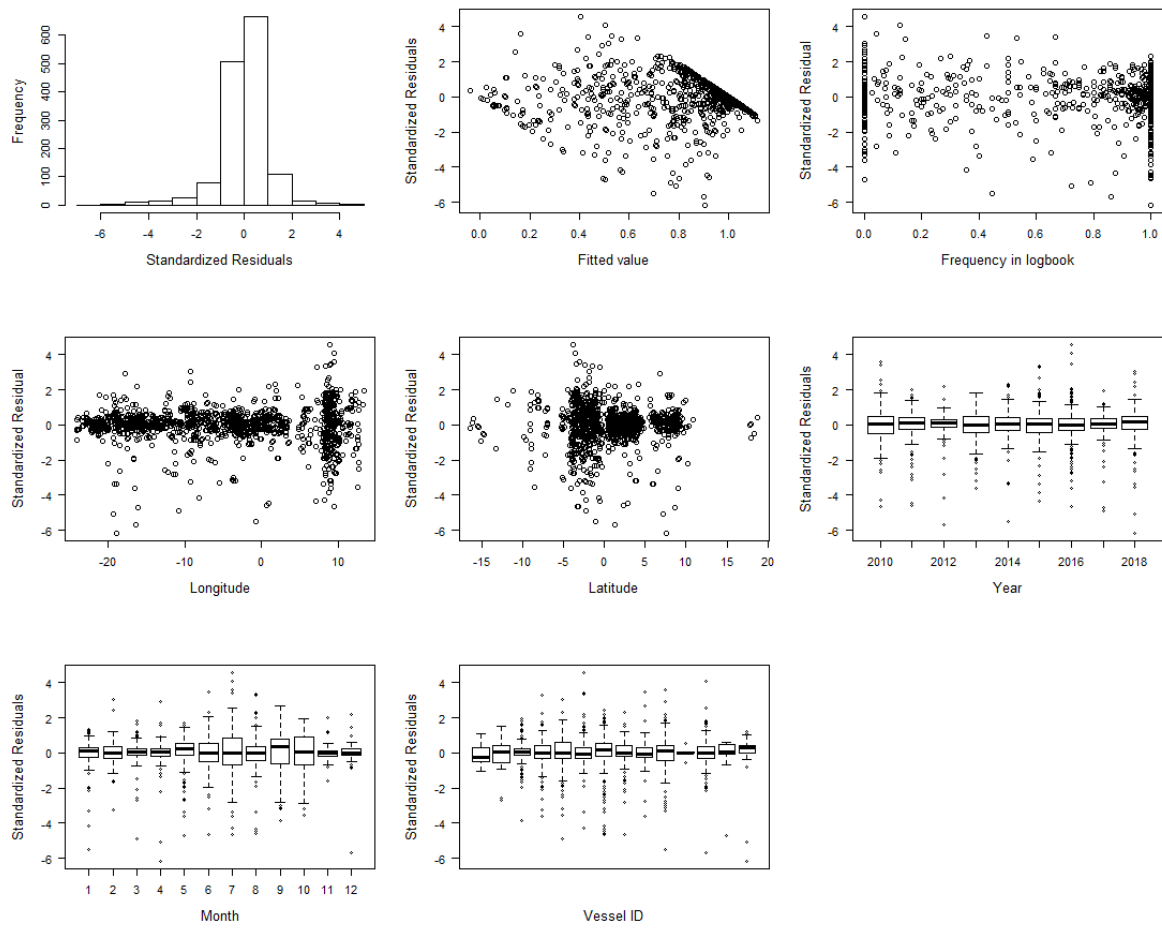 600
500
400
300
200
100
0
Frequency
-6 -4 -2 0 2 4
Standardized Residuals
4
2
0
-2
-4
-6
Standardized Residuals
0.0 0.2 0.4 0.6 0.8 1.0
Fitted value
4
2
0
-2
-4
-6
Standardized Residuals
0.0 0.2 0.4 0.6 0.8 1.0
Frequency in logbook
4
2
0
-2
-4
-6
Standardized Residual
-20 -10 0 10
Longitude
4
2
0
-2
-4
-6
Standardized Residual
-15 -10 -5 0 5 10 15 20
Latitude
4
2
0
-2
-4
-6
Standardized Residuals
2010 2012 2014 2016 2018
Year
4
2
0
-2
-4
-6
Standardized Residuals
1 2 3 4 5 6 7 8 9 10 11 12
Month
4
2
0
-2
-4
-6
Standardized Residuals
Vessel ID